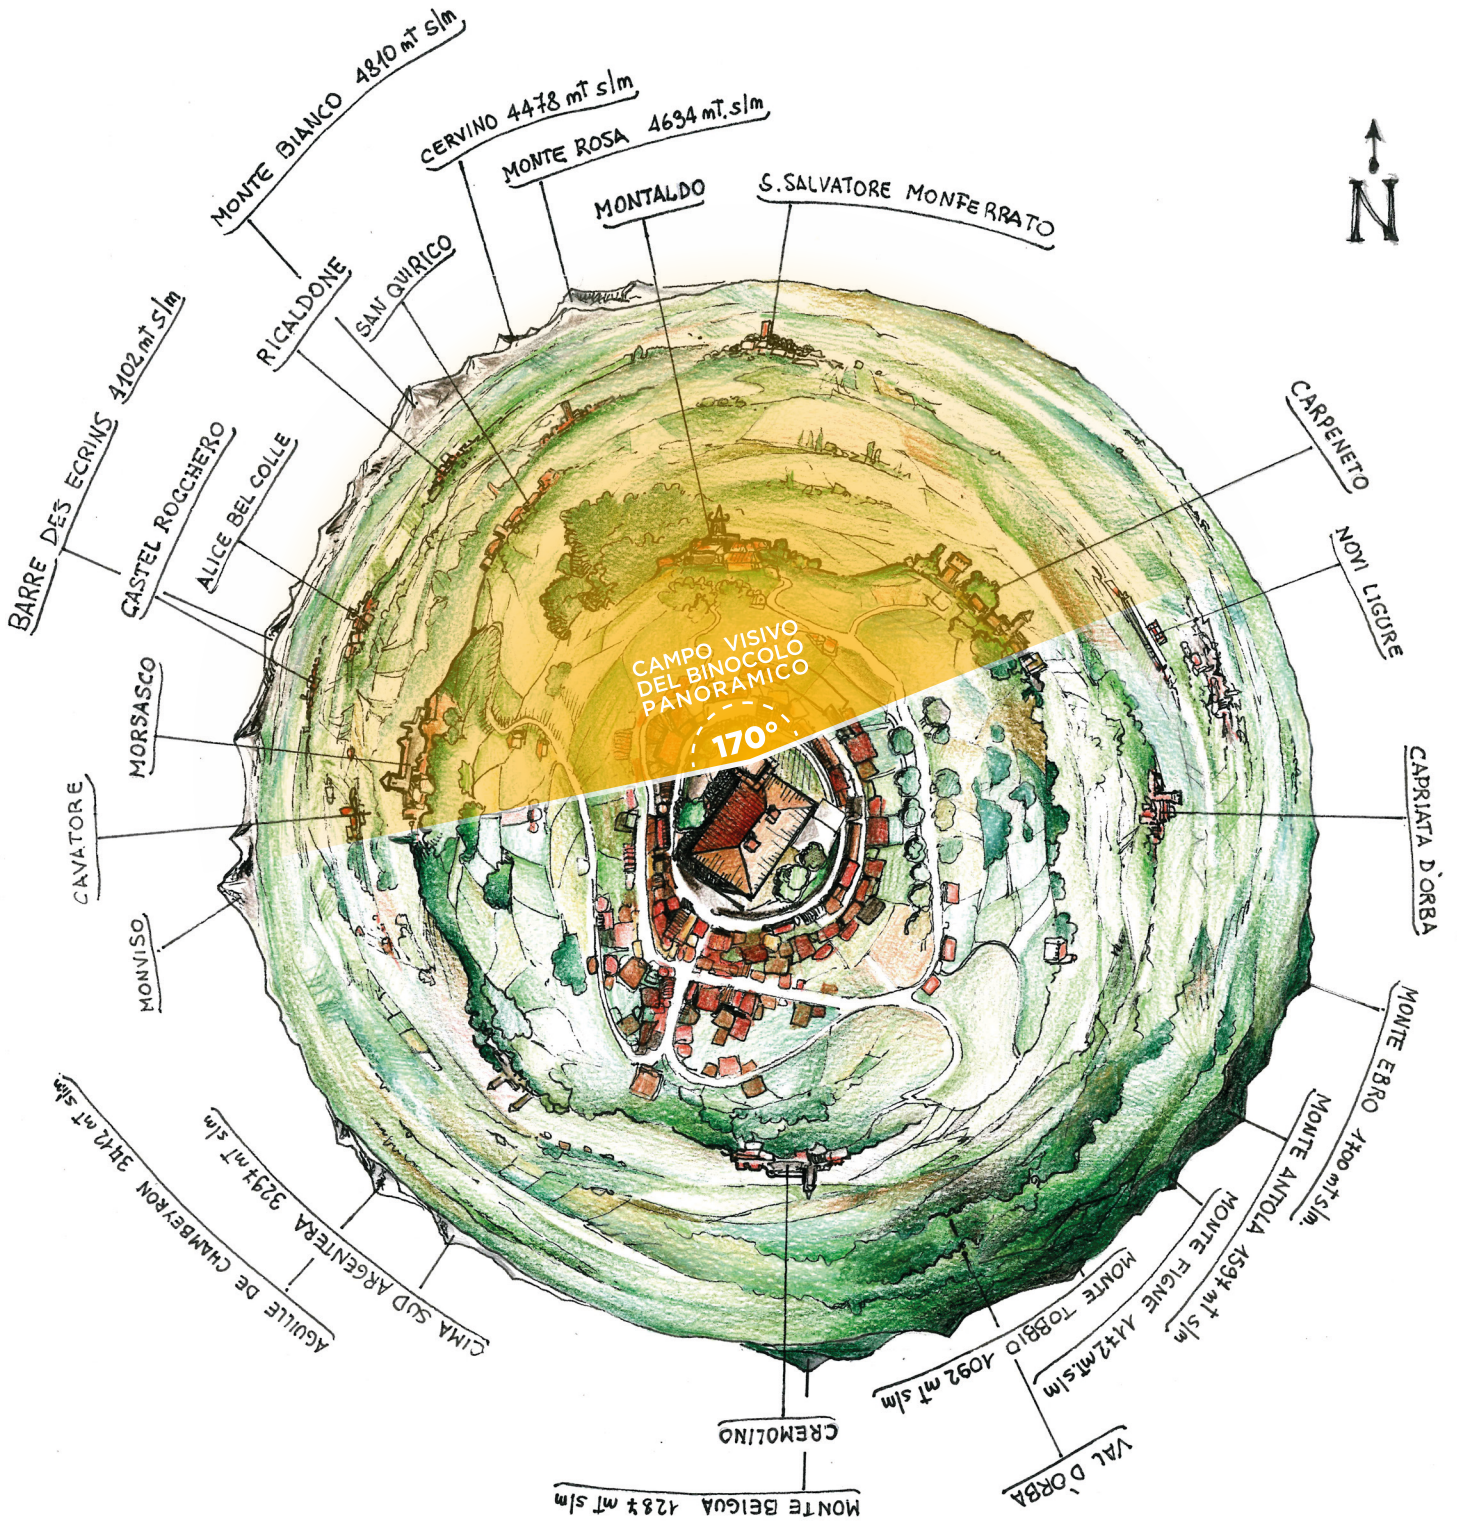 MONTE BIANCO 4810 mt s/m
CERVINO 4478 mt s/m
MONTE ROSA 4634 mt. s/m
MONTALDO
S. SALVATORE MONFERRATO
N
SAN QUIRICO
RICALDONE
BARRE DES ECRINS 4102 mt s/m
CASTEL ROCCHERO
ALICE BEL COLLE
CARPENETO
NOVI LIGURE
MORSASCO
CAMPO VISIVO
DEL BINOCOLO
PANORAMICO
170°
CAVATORE
CAPRIATA D'ORBA
MONVISO
MONTE EBRO 1700 mt s/m.
MONTE ANTOLA 1597 mt s/m
MONTE FIGNE 1172 mt. s/m
MONTE TOBBIO 1092 mt s/m
VAL D'ORBA
AGUILLE DE CHAMBEYRON 3412 mt s/m
CIMA SUD ARGENTERA 3297 mt s/m
CREMOLINO
MONTE BEIGUA 1287 mt s/m